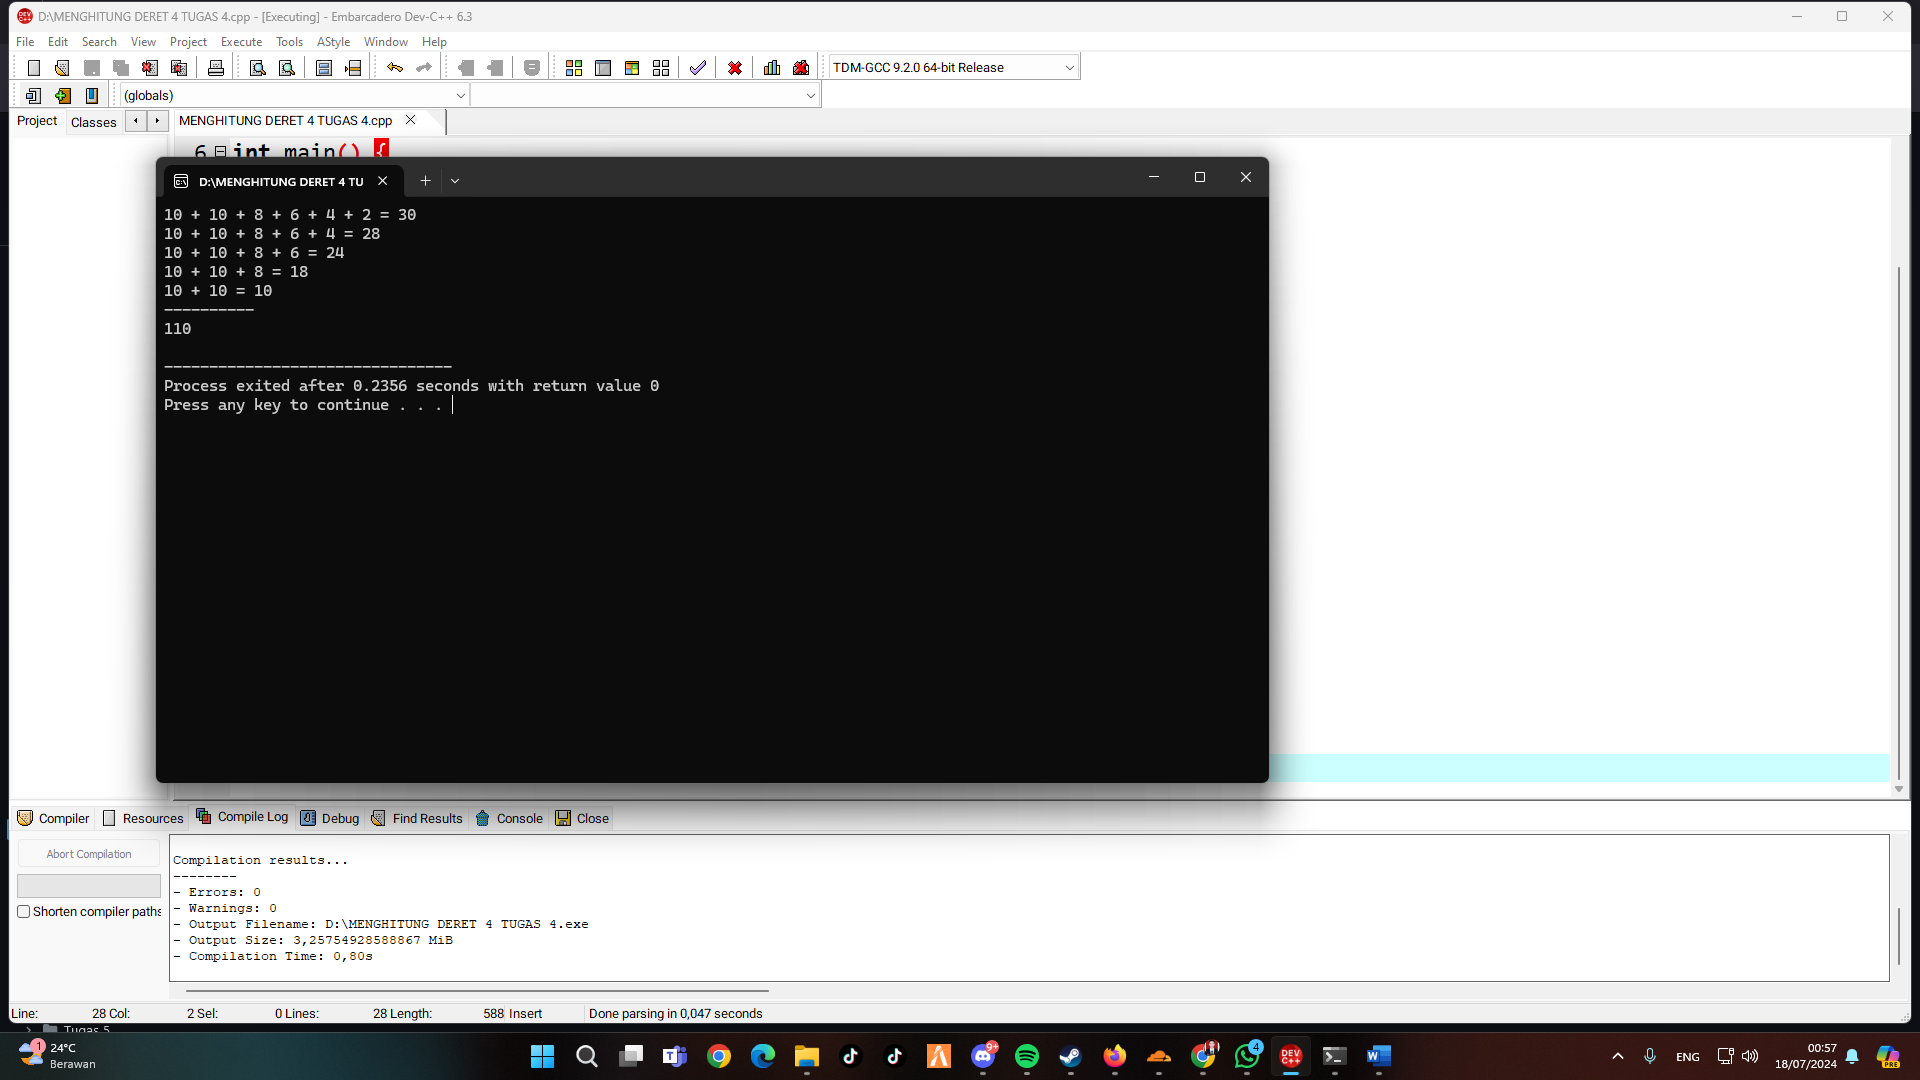 D:\MENGHITUNG DERET 4 TUGAS 4.cpp - [Executing] - Embarcadero Dev-C++ 6.3
File Edit Search View Project Execute Tools AStyle Window Help
TDM-GCC 9.2.0 64-bit Release
(globals)
Project Classes MENGHITUNG DERET 4 TUGAS 4.cpp
6 int main() {
D:\MENGHITUNG DERET 4 TU
10 + 10 + 8 + 6 + 4 + 2 = 30
10 + 10 + 8 + 6 + 4 = 28
10 + 10 + 8 + 6 = 24
10 + 10 + 8 = 18
10 + 10 = 10
----------
110
--------------------------------
Process exited after 0.2356 seconds with return value 0
Press any key to continue . . .
Compiler Resources Compile Log Debug Find Results Console Close
Abort Compilation
Shorten compiler paths
Compilation results...
--------
- Errors: 0
- Warnings: 0
- Output Filename: D:\MENGHITUNG DERET 4 TUGAS 4.exe
- Output Size: 3,25754928588867 MiB
- Compilation Time: 0,80s
Line: 28 Col: 2 Sel: 0 Lines: 28 Length: 588 Insert Done parsing in 0,047 seconds
Tugas 5
1
24°C
Berawan
9+
4
DEV C++
ENG
00:57
18/07/2024
PRE